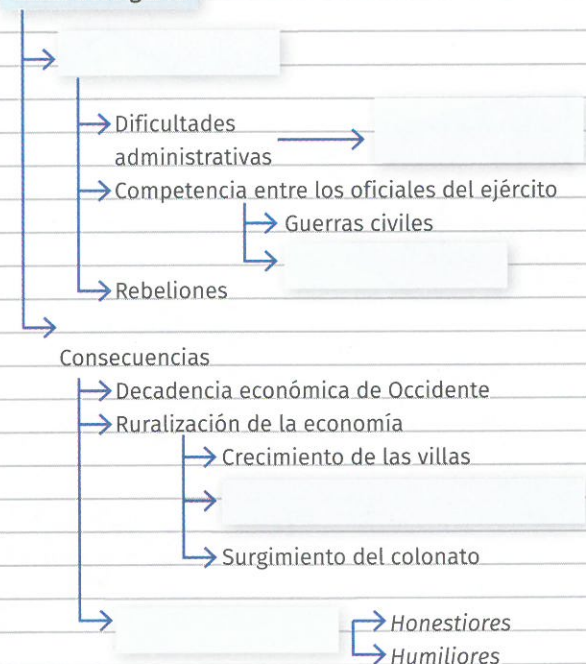 Dificultades
administrativas
Competencia entre los oficiales del ejército
Guerras civiles
Rebeliones
Consecuencias
Decadencia económica de Occidente
Ruralización de la economía
Crecimiento de las villas
Surgimiento del colonato
Honestiores
Humiliores